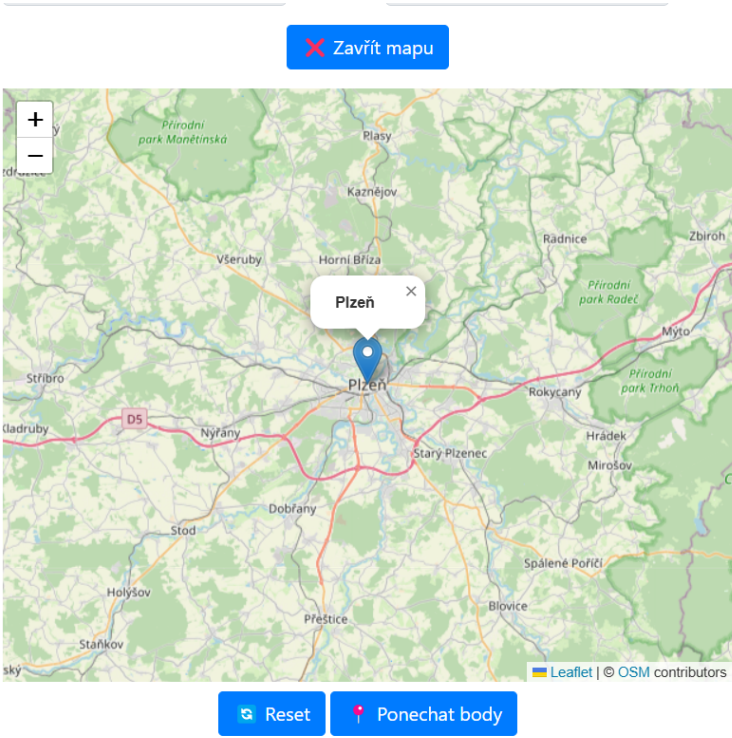 ❌ Zavřít mapu
+
−
Přírodní
park Manětínská
Plasy
Kaznějov
Radnice
Zbiroh
Všeruby
Horní Bříza
Přírodní
park Radeč
Plzeň
×
Mýto
Plzeň
Stříbro
Přírodní
park Trhoň
Rokycany
Kladruby
D5
Nýřany
Hrádek
Starý Plzenec
Mirošov
Dobřany
Stod
Spálené Poříčí
Holýšov
Blovice
Přeštice
Staňkov
Leaflet | © OSM contributors
🔄 Reset
📍 Ponechat body